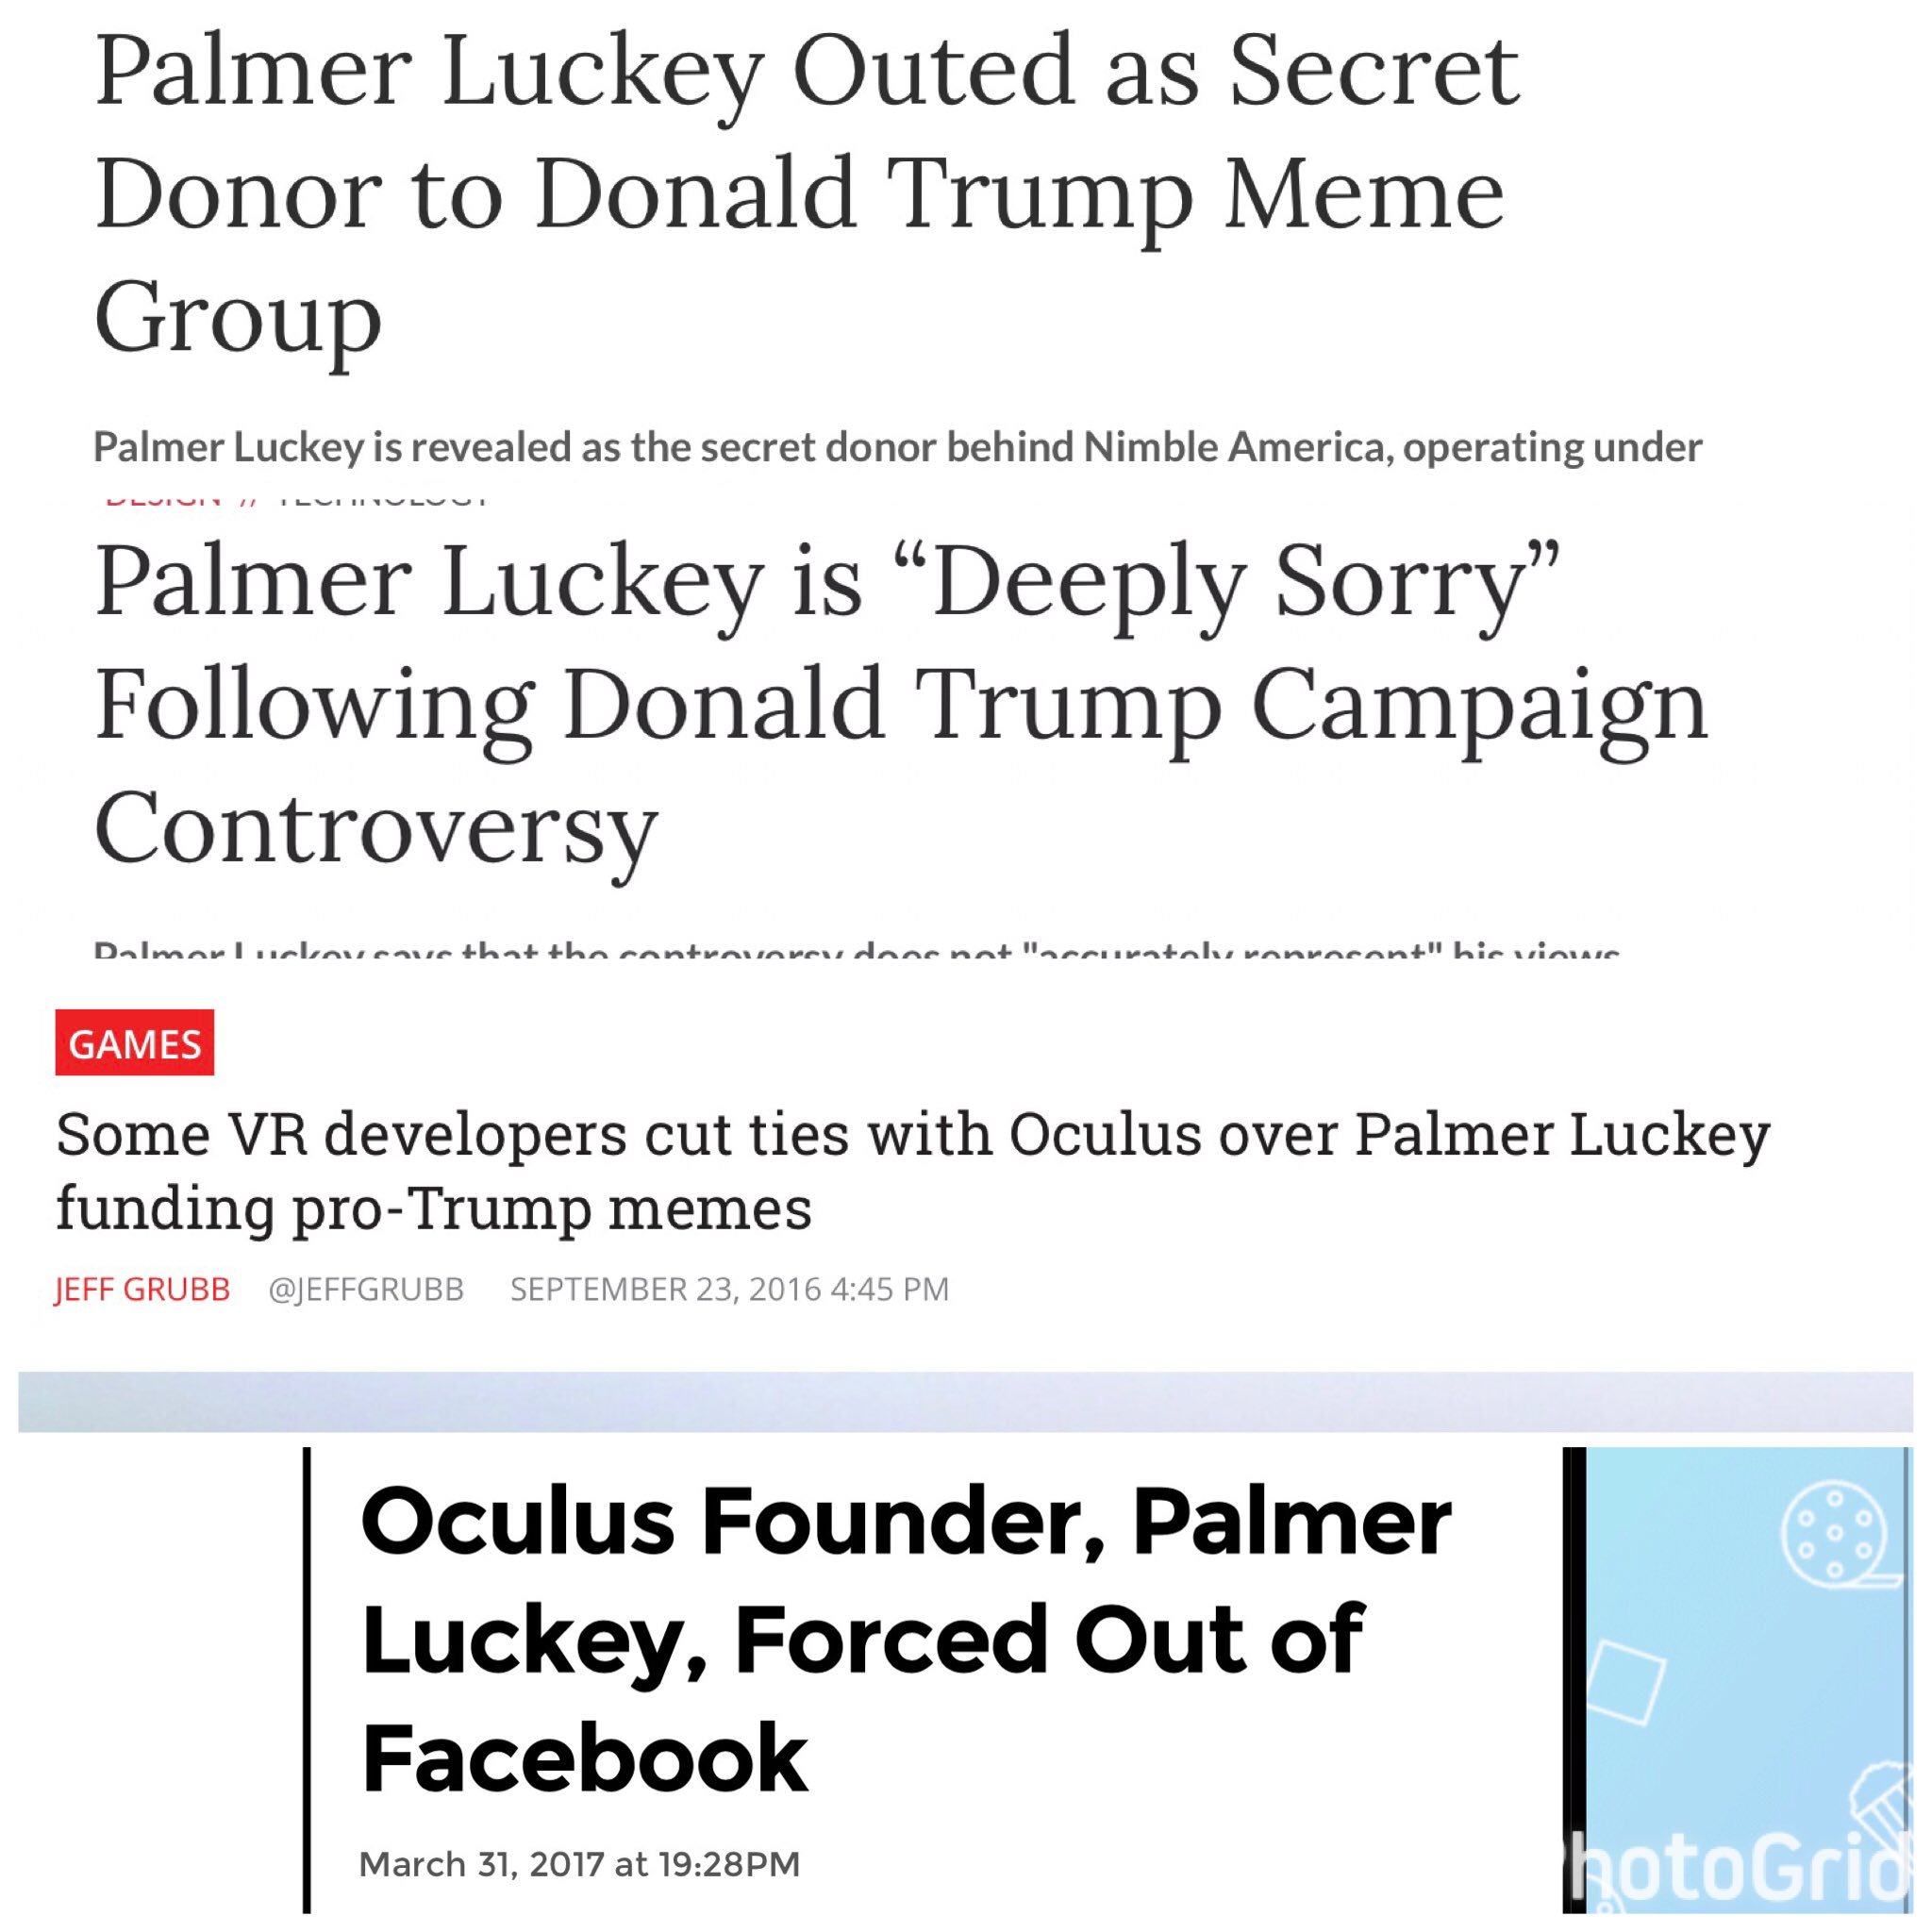 Palmer Luckey Outed as Secret
Donor to Donald Trump Meme
Group
Palmer Luckey is revealed as the secret donor behind Nimble America, operating under
DESIGN // TECHNOLOGY
Palmer Luckey is “Deeply Sorry”
Following Donald Trump Campaign
Controversy
Palmer Luckey says that the controversy does not "accurately represent" his views
GAMES
Some VR developers cut ties with Oculus over Palmer Luckey
funding pro-Trump memes
JEFF GRUBB @JEFFGRUBB SEPTEMBER 23, 2016 4:45 PM
Oculus Founder, Palmer
Luckey, Forced Out of
Facebook
March 31, 2017 at 19:28PM
hotoGrid